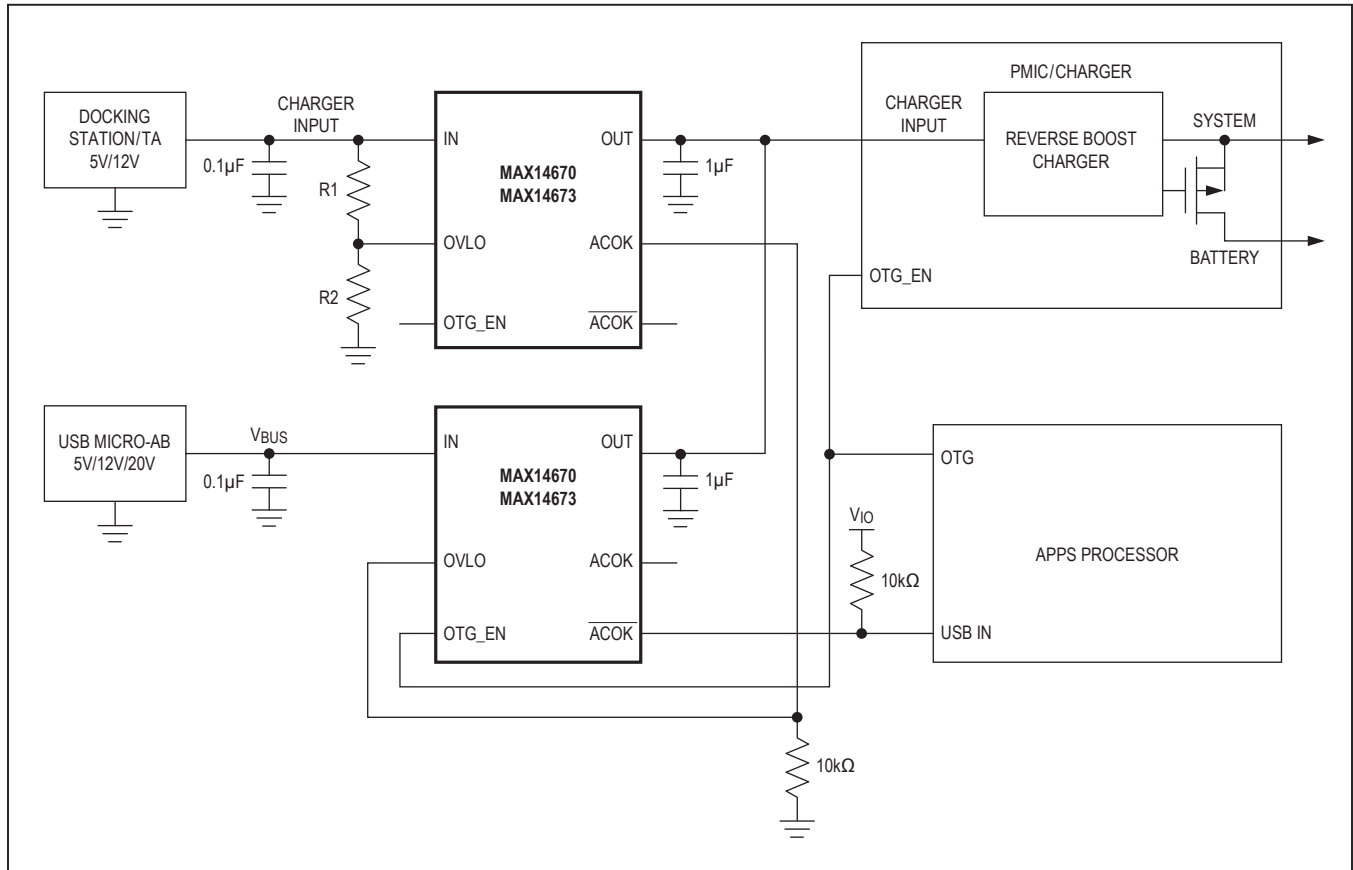 DOCKING
STATION/TA
5V/12V
CHARGER
INPUT
0.1µF
R1
R2
IN
OVLO
OTG_EN
MAX14670
MAX14673
OUT
ACOK
ACOK
1µF
PMIC/CHARGER
CHARGER
INPUT
REVERSE BOOST
CHARGER
SYSTEM
BATTERY
OTG_EN
USB MICRO-AB
5V/12V/20V
VBUS
0.1µF
IN
OVLO
OTG_EN
MAX14670
MAX14673
OUT
ACOK
ACOK
1µF
VIO
10kΩ
OTG
APPS PROCESSOR
USB IN
10kΩ